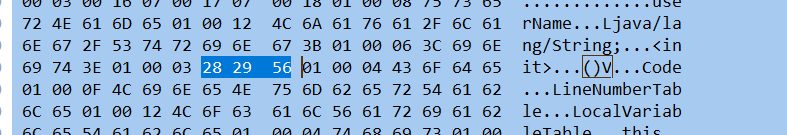 00 03 00 16 07 00 17 07 00 18 01 00 08 75 73 65 .............use
72 4E 61 6D 65 01 00 12 4C 6A 61 76 61 2F 6C 61 rName...Ljava/la
6E 67 2F 53 74 72 69 6E 67 3B 01 00 06 3C 69 6E ng/String;...<in
69 74 3E 01 00 03 28 29 56 01 00 04 43 6F 64 65 it>...()V...Code
01 00 0F 4C 69 6E 65 4E 75 6D 62 65 72 54 61 62 ...LineNumberTab
6C 65 01 00 12 4C 6F 63 61 6C 56 61 72 69 61 62 le...LocalVariab
6C 65 54 61 62 6C 65 01 00 04 74 68 69 73 01 00 leTable...this..